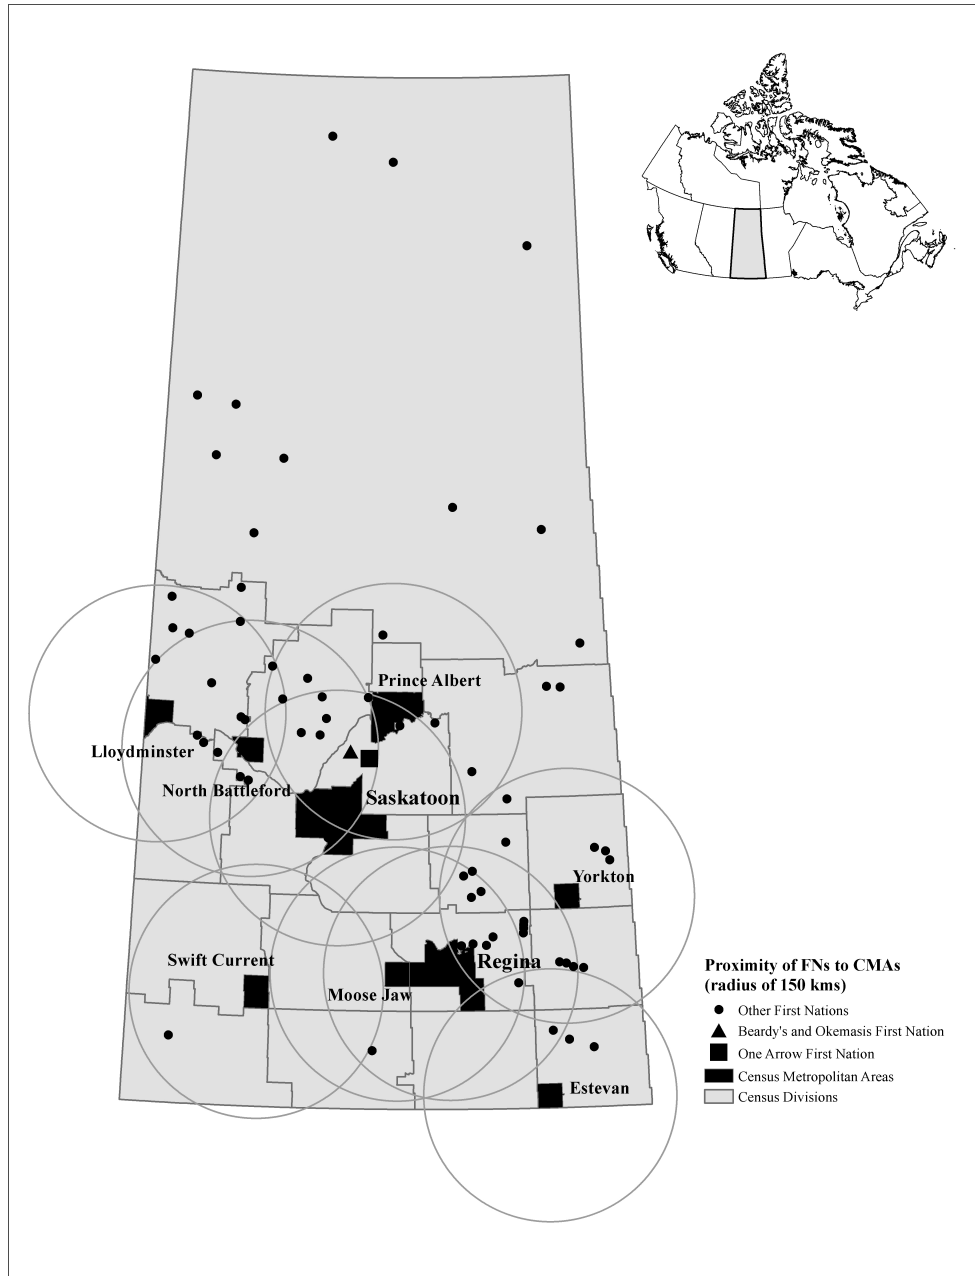 Prince Albert
Lloydminster
North Battleford
Saskatoon
Yorkton
Swift Current
Regina
Moose Jaw
Estevan
Proximity of FNs to CMAs
(radius of 150 kms)
Other First Nations
Beardy's and Okemasis First Nation
One Arrow First Nation
Census Metropolitan Areas
Census Divisions